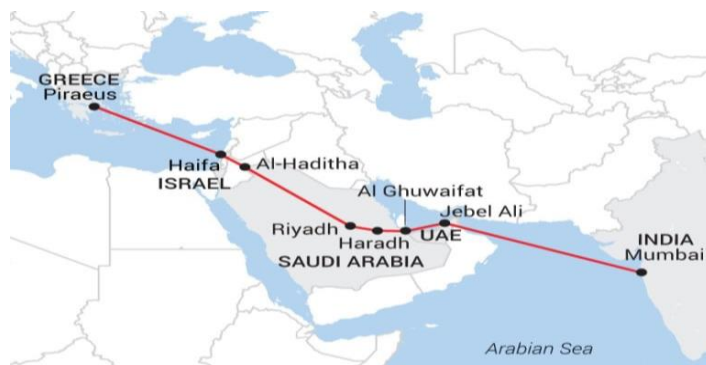 GREECE
Piraeus
Haifa
ISRAEL
Al-Haditha
Al Ghuwaifat
Jebel Ali
Riyadh
Haradh
UAE
SAUDI ARABIA
INDIA
Mumbai
Arabian Sea